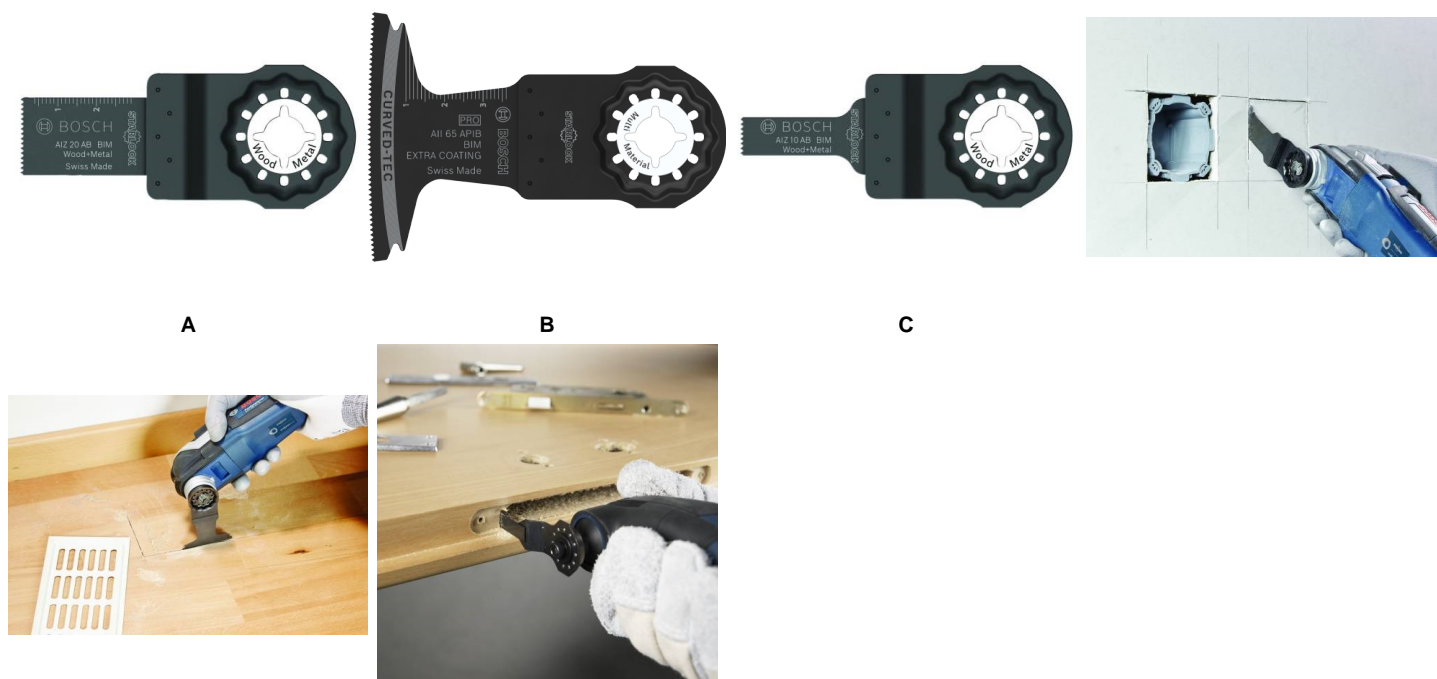 1 2
BOSCH
AIZ 20 AB BIM
Wood+Metal
Swiss Made
STARLOCK
Wood Metal
CURVED-TEC
1 2 3
PRO
AII 65 APIB
BIM
EXTRA COATING
Swiss Made
BOSCH
STARLOCK
Multi
Material
BOSCH
AIZ 10 AB BIM
Wood+Metal
STARLOCK
Wood Metal
A
B
C